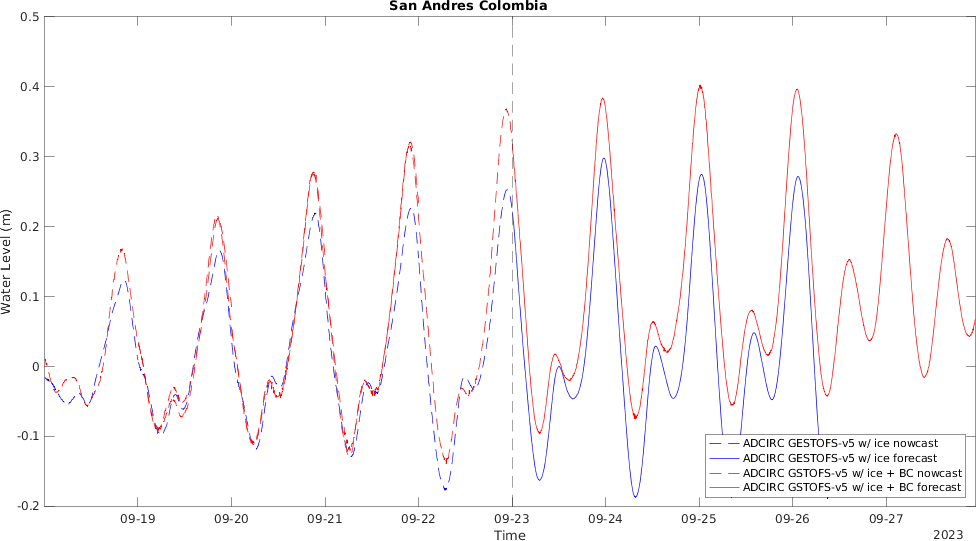 San Andres Colombia
0.5
0.4
0.3
0.2
0.1
0
-0.1
-0.2
Water Level (m)
09-19 09-20 09-21 09-22 09-23 09-24 09-25 09-26 09-27
Time
2023
ADCIRC GESTOFS-v5 w/ ice nowcast
ADCIRC GESTOFS-v5 w/ ice forecast
ADCIRC GSTOFS-v5 w/ ice + BC nowcast
ADCIRC GSTOFS-v5 w/ ice + BC forecast